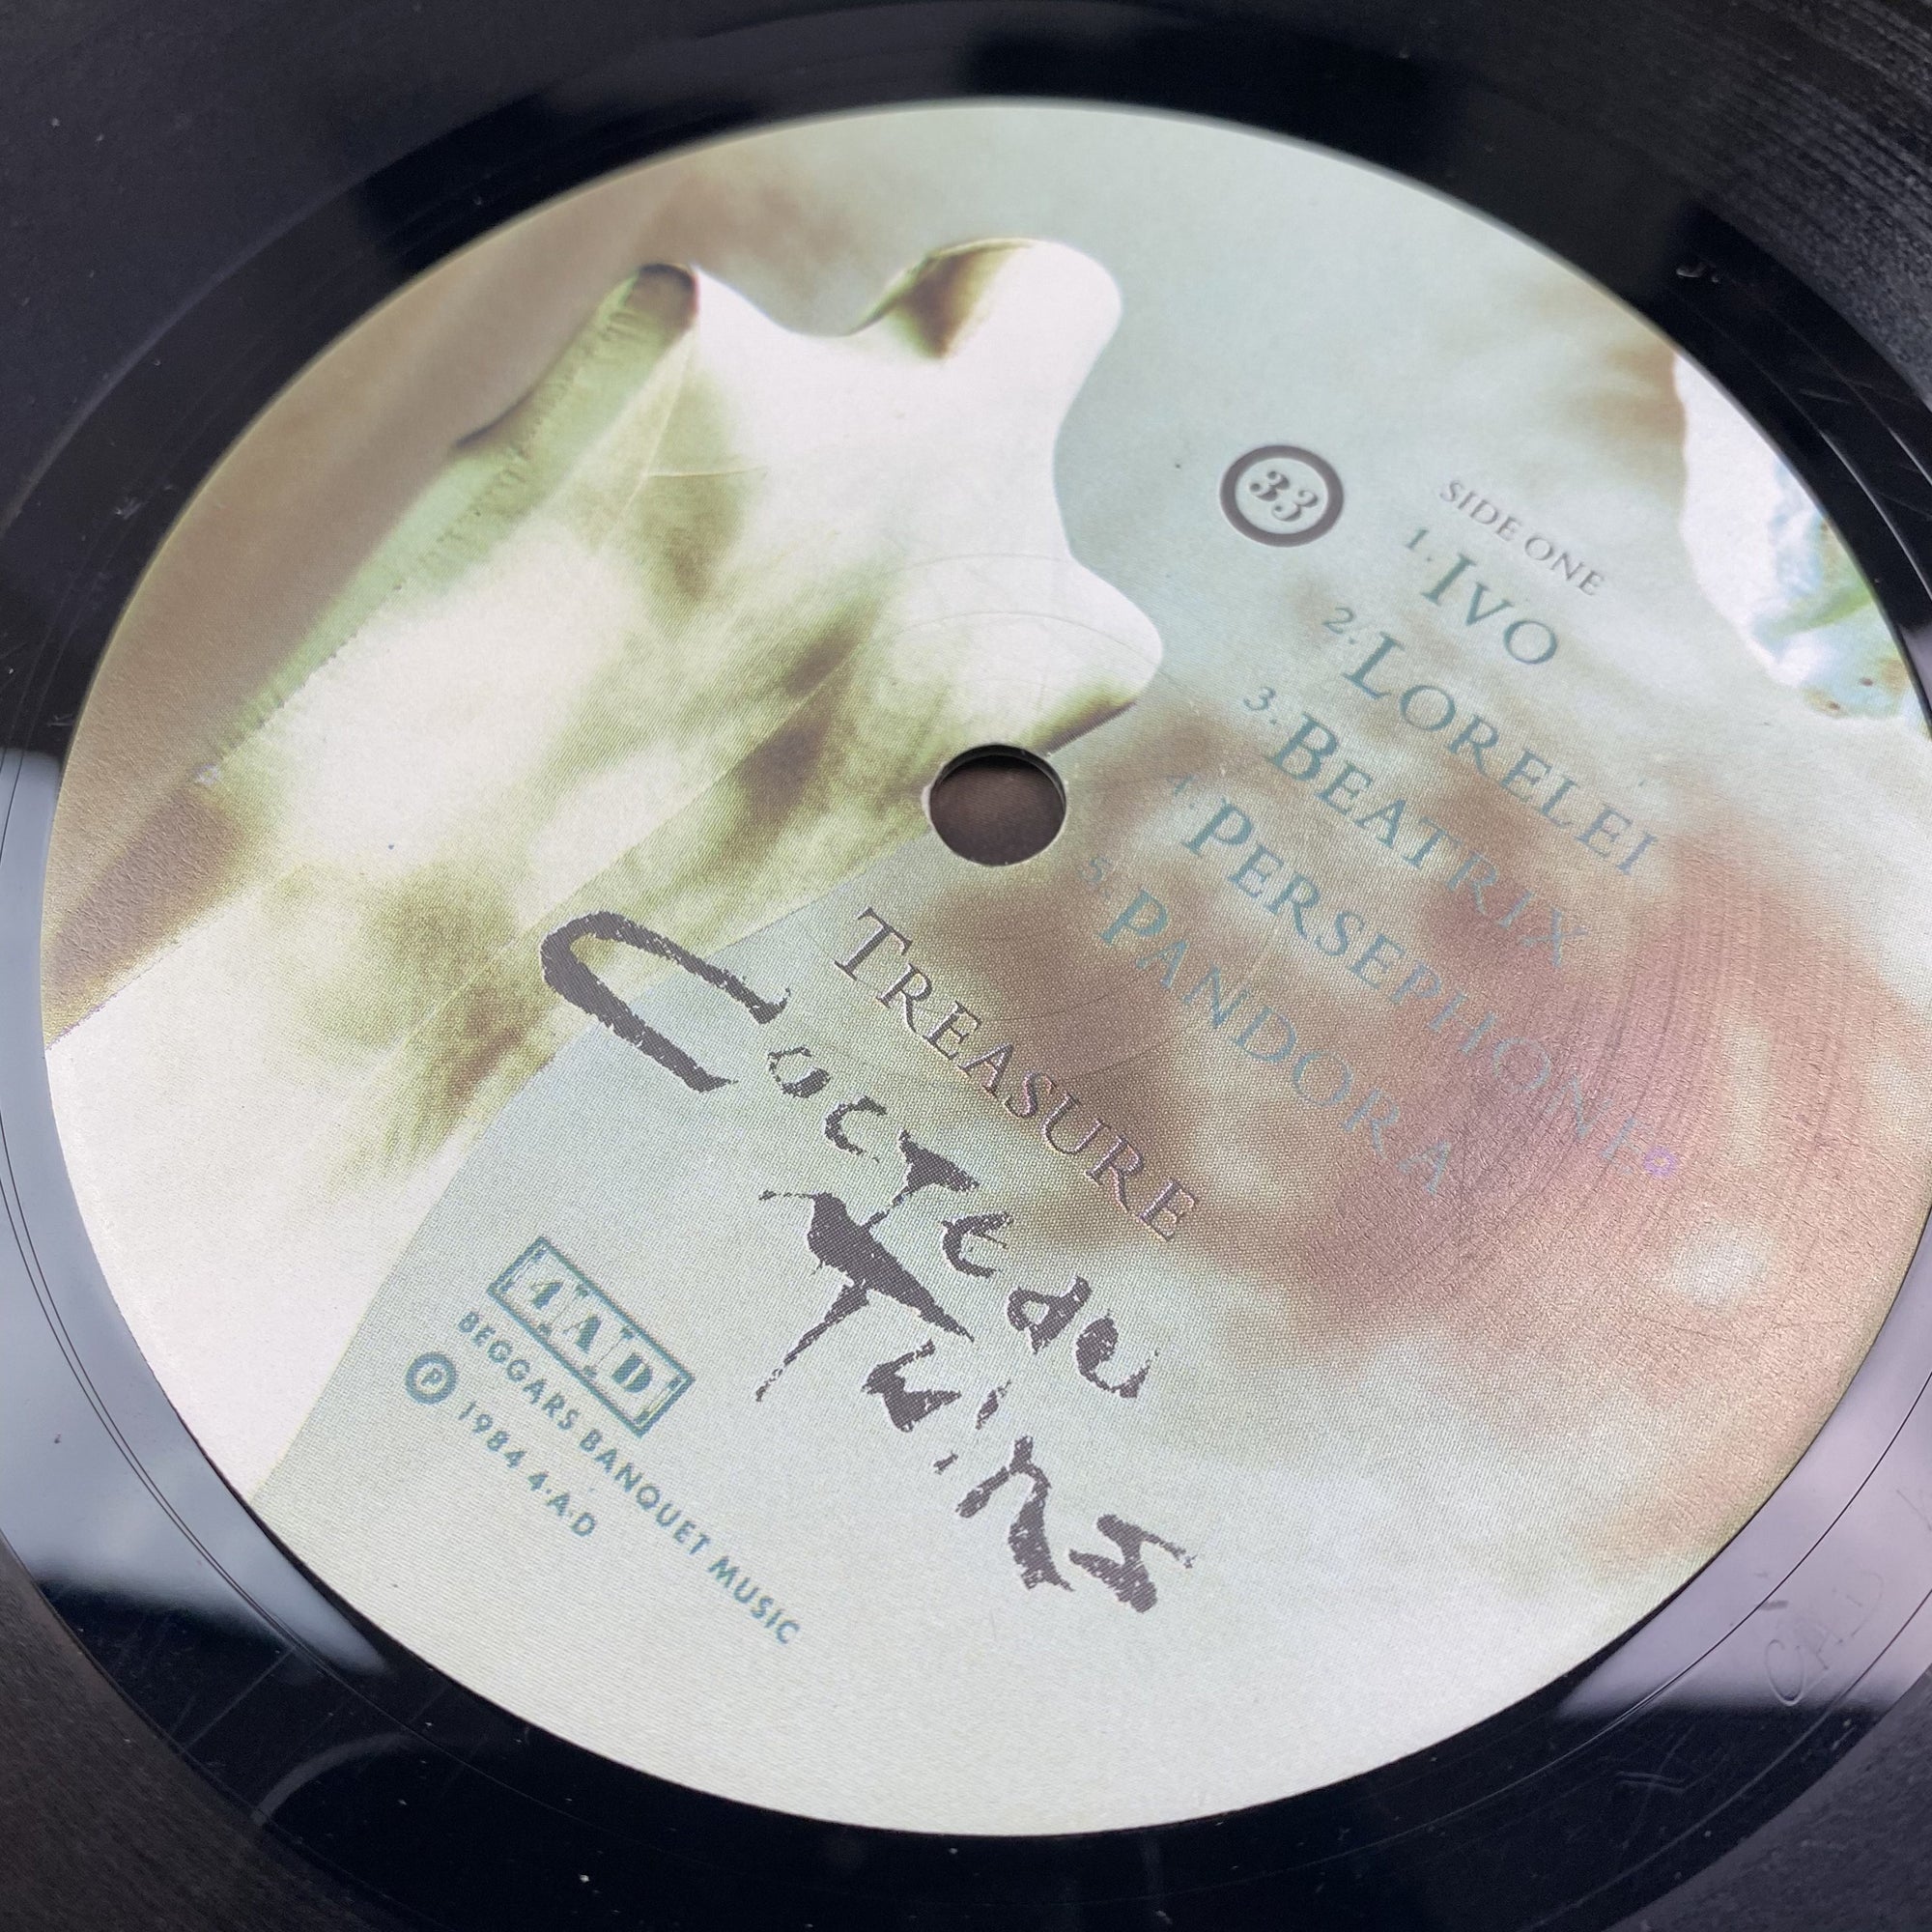 33
SIDE ONE
1. IVO
2. LORELEI
3. BEATRIX
4. PERSEPHONE
5. PANDORA
TREASURE
Cocteau
Twins
4AD
BEGGARS BANQUET MUSIC
Ⓟ 1984 4·A·D